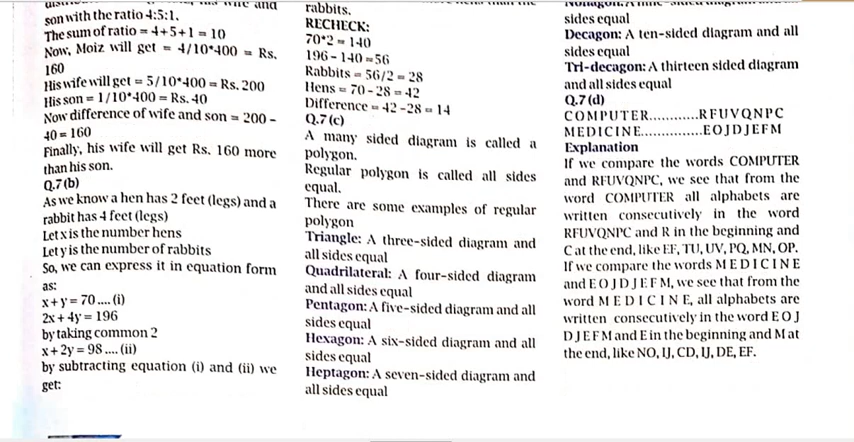 son with the ratio 4:5:1.
The sum of ratio = 4+5+1 = 10
Now, Moiz will get = 4/10*400 = Rs.
160
His wife will get = 5/10*400 = Rs. 200
His son = 1/10*400 = Rs. 40
Now difference of wife and son = 200 -
40 = 160
Finally, his wife will get Rs. 160 more
than his son.
Q.7 (b)
As we know a hen has 2 feet (legs) and a
rabbit has 4 feet (legs)
Let x is the number hens
Let y is the number of rabbits
So, we can express it in equation form
as:
x + y = 70 .... (i)
2x + 4y = 196
by taking common 2
x + 2y = 98 .... (ii)
by subtracting equation (i) and (ii) we
get:
rabbits.
RECHECK:
70*2 = 140
196 – 140 =56
Rabbits = 56/2 = 28
Hens = 70 - 28 = 42
Difference = 42 -28 = 14
Q.7 (c)
A many sided diagram is called a
polygon.
Regular polygon is called all sides
equal.
There are some examples of regular
polygon
Triangle: A three-sided diagram and
all sides equal
Quadrilateral: A four-sided diagram
and all sides equal
Pentagon: A five-sided diagram and all
sides equal
Hexagon: A six-sided diagram and all
sides equal
Heptagon: A seven-sided diagram and
all sides equal
sides equal
Decagon: A ten-sided diagram and all
sides equal
Tri-decagon: A thirteen sided diagram
and all sides equal
Q.7 (d)
C O M P U T E R............R F U V Q N P C
M E D I C I N E...............E O J D J E F M
Explanation
If we compare the words COMPUTER
and RFUVQNPC, we see that from the
word COMPUTER all alphabets are
written consecutively in the word
RFUVQNPC and R in the beginning and
C at the end, like EF, TU, UV, PQ, MN, OP.
If we compare the words M E D I C I N E
and E O J D J E F M, we see that from the
word M E D I C I N E, all alphabets are
written consecutively in the word E O J
D J E F M and E in the beginning and M at
the end, like NO, IJ, CD, IJ, DE, EF.